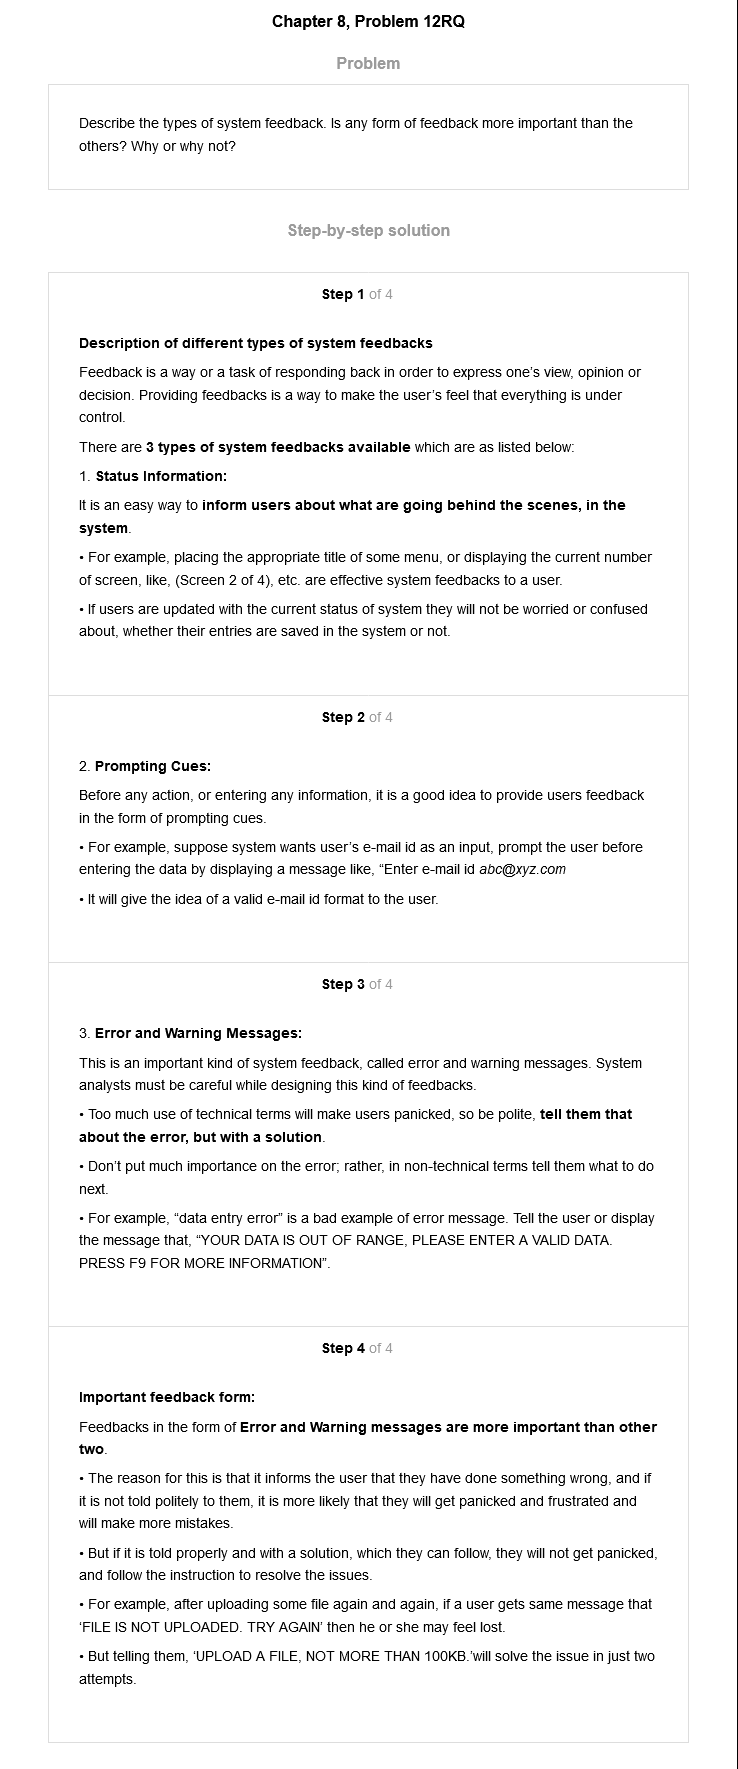 Chapter 8, Problem 12RQ
Problem
Describe the types of system feedback. Is any form of feedback more important than the
others? Why or why not?
Step-by-step solution
Step 1 of 4
Description of different types of system feedbacks
Feedback is a way or a task of responding back in order to express one's view, opinion or
decision. Providing feedbacks is a way to make the user's feel that everything is under
control.
There are 3 types of system feedbacks available which are as listed below:
1. Status Information:
It is an easy way to inform users about what are going behind the scenes, in the
system.
• For example, placing the appropriate title of some menu, or displaying the current number
of screen, like, (Screen 2 of 4), etc. are effective system feedbacks to a user.
• If users are updated with the current status of system they will not be worried or confused
about, whether their entries are saved in the system or not.
Step 2 of 4
2. Prompting Cues:
Before any action, or entering any information, it is a good idea to provide users feedback
in the form of prompting cues.
• For example, suppose system wants user's e-mail id as an input, prompt the user before
entering the data by displaying a message like, “Enter e-mail id abc@xyz.com
• It will give the idea of a valid e-mail id format to the user.
Step 3 of 4
3. Error and Warning Messages:
This is an important kind of system feedback, called error and warning messages. System
analysts must be careful while designing this kind of feedbacks.
• Too much use of technical terms will make users panicked, so be polite, tell them that
about the error, but with a solution.
• Don't put much importance on the error; rather, in non-technical terms tell them what to do
next.
• For example, “data entry error” is a bad example of error message. Tell the user or display
the message that, “YOUR DATA IS OUT OF RANGE, PLEASE ENTER A VALID DATA.
PRESS F9 FOR MORE INFORMATION”.
Step 4 of 4
Important feedback form:
Feedbacks in the form of Error and Warning messages are more important than other
two.
• The reason for this is that it informs the user that they have done something wrong, and if
it is not told politely to them, it is more likely that they will get panicked and frustrated and
will make more mistakes.
• But if it is told properly and with a solution, which they can follow, they will not get panicked,
and follow the instruction to resolve the issues.
• For example, after uploading some file again and again, if a user gets same message that
‘FILE IS NOT UPLOADED. TRY AGAIN’ then he or she may feel lost.
• But telling them, ‘UPLOAD A FILE, NOT MORE THAN 100KB.’will solve the issue in just two
attempts.